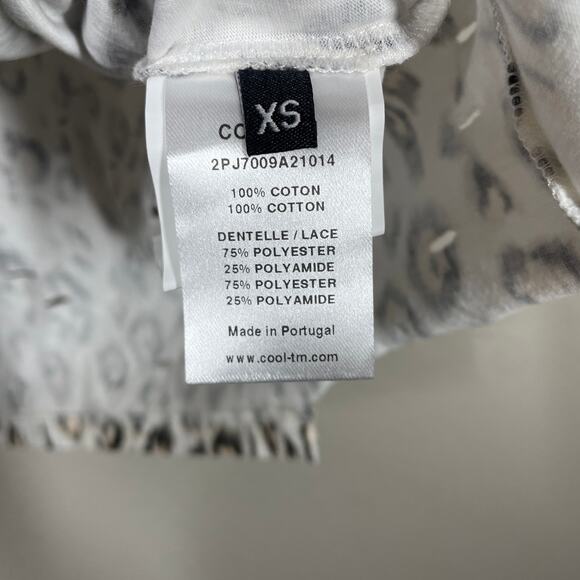 XS
CO
2PJ7009A21014
100% COTON
100% COTTON
DENTELLE / LACE
75% POLYESTER
25% POLYAMIDE
75% POLYESTER
25% POLYAMIDE
Made in Portugal
www.cool-tm.com